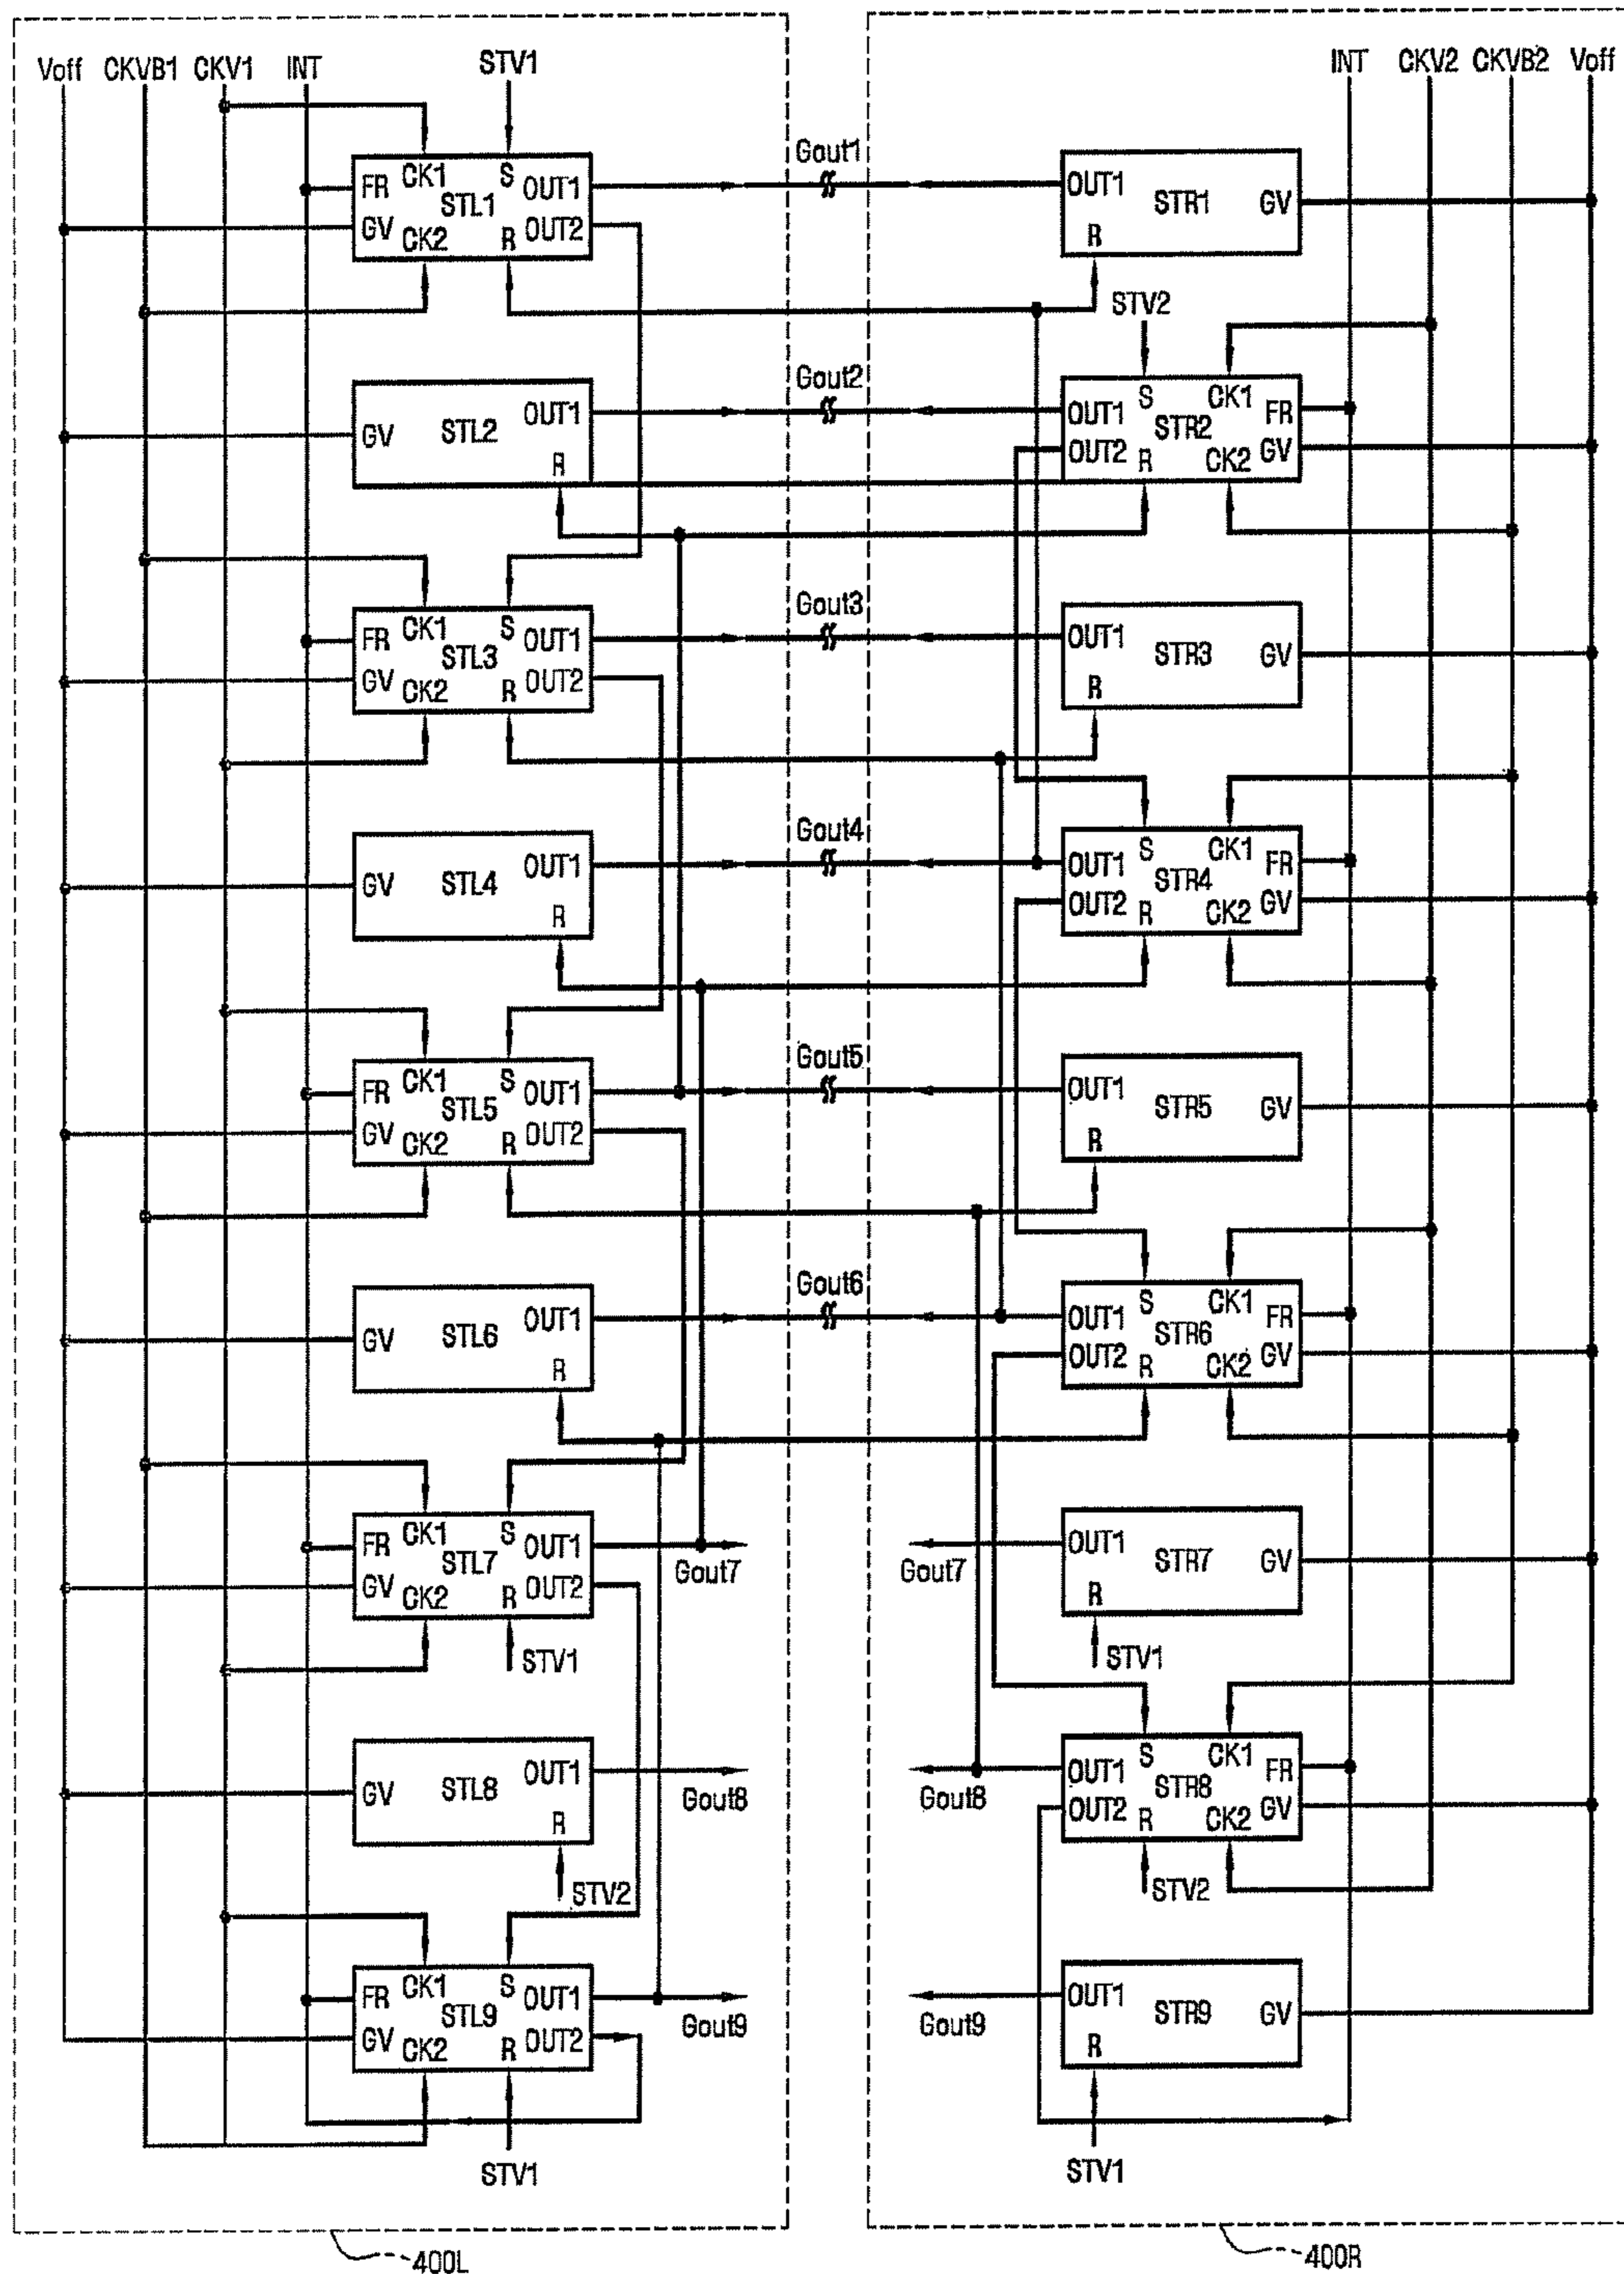 Voff CKVB1 CKV1 INT STV1
INT CKV2 CKVB2 Voff
FR CK1 S OUT1
STL1
GV CK2 R OUT2
Gout1
OUT1 STR1 GV
R
STV2
STL2 OUT1
GV
R
Gout2
OUT1 S CK1 FR
STR2
OUT2 R CK2 GV
FR CK1 S OUT1
STL3
GV CK2 R OUT2
Gout3
OUT1 STR3 GV
R
STL4 OUT1
GV
R
Gout4
OUT1 S CK1 FR
STR4
OUT2 R CK2 GV
FR CK1 S OUT1
STL5
GV CK2 R OUT2
Gout5
OUT1 STR5 GV
R
STL6 OUT1
GV
R
Gout6
OUT1 S CK1 FR
STR6
OUT2 R CK2 GV
FR CK1 S OUT1
STL7
GV CK2 R OUT2
Gout7
STV1
Gout7
OUT1 STR7 GV
R
STV1
STL8 OUT1
GV
R
Gout8
STV2
Gout8
OUT1 S CK1 FR
STR8
OUT2 R CK2 GV
STV2
FR CK1 S OUT1
STL9
GV CK2 R OUT2
Gout9
STV1
Gout9
OUT1 STR9 GV
R
STV1
400L
400R